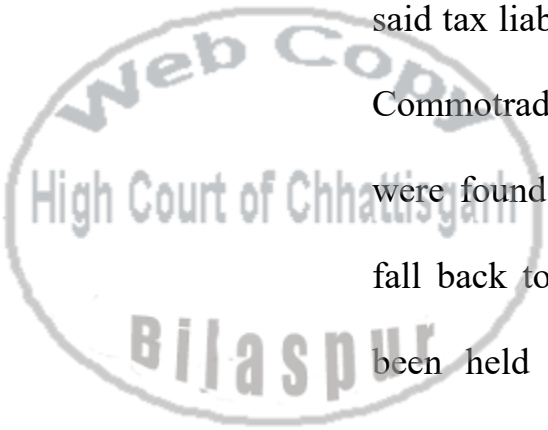 said tax liab
Web Copy
Commotrad
High Court of Chhattisgarh
were found
fall back to
Bilaspur
been held